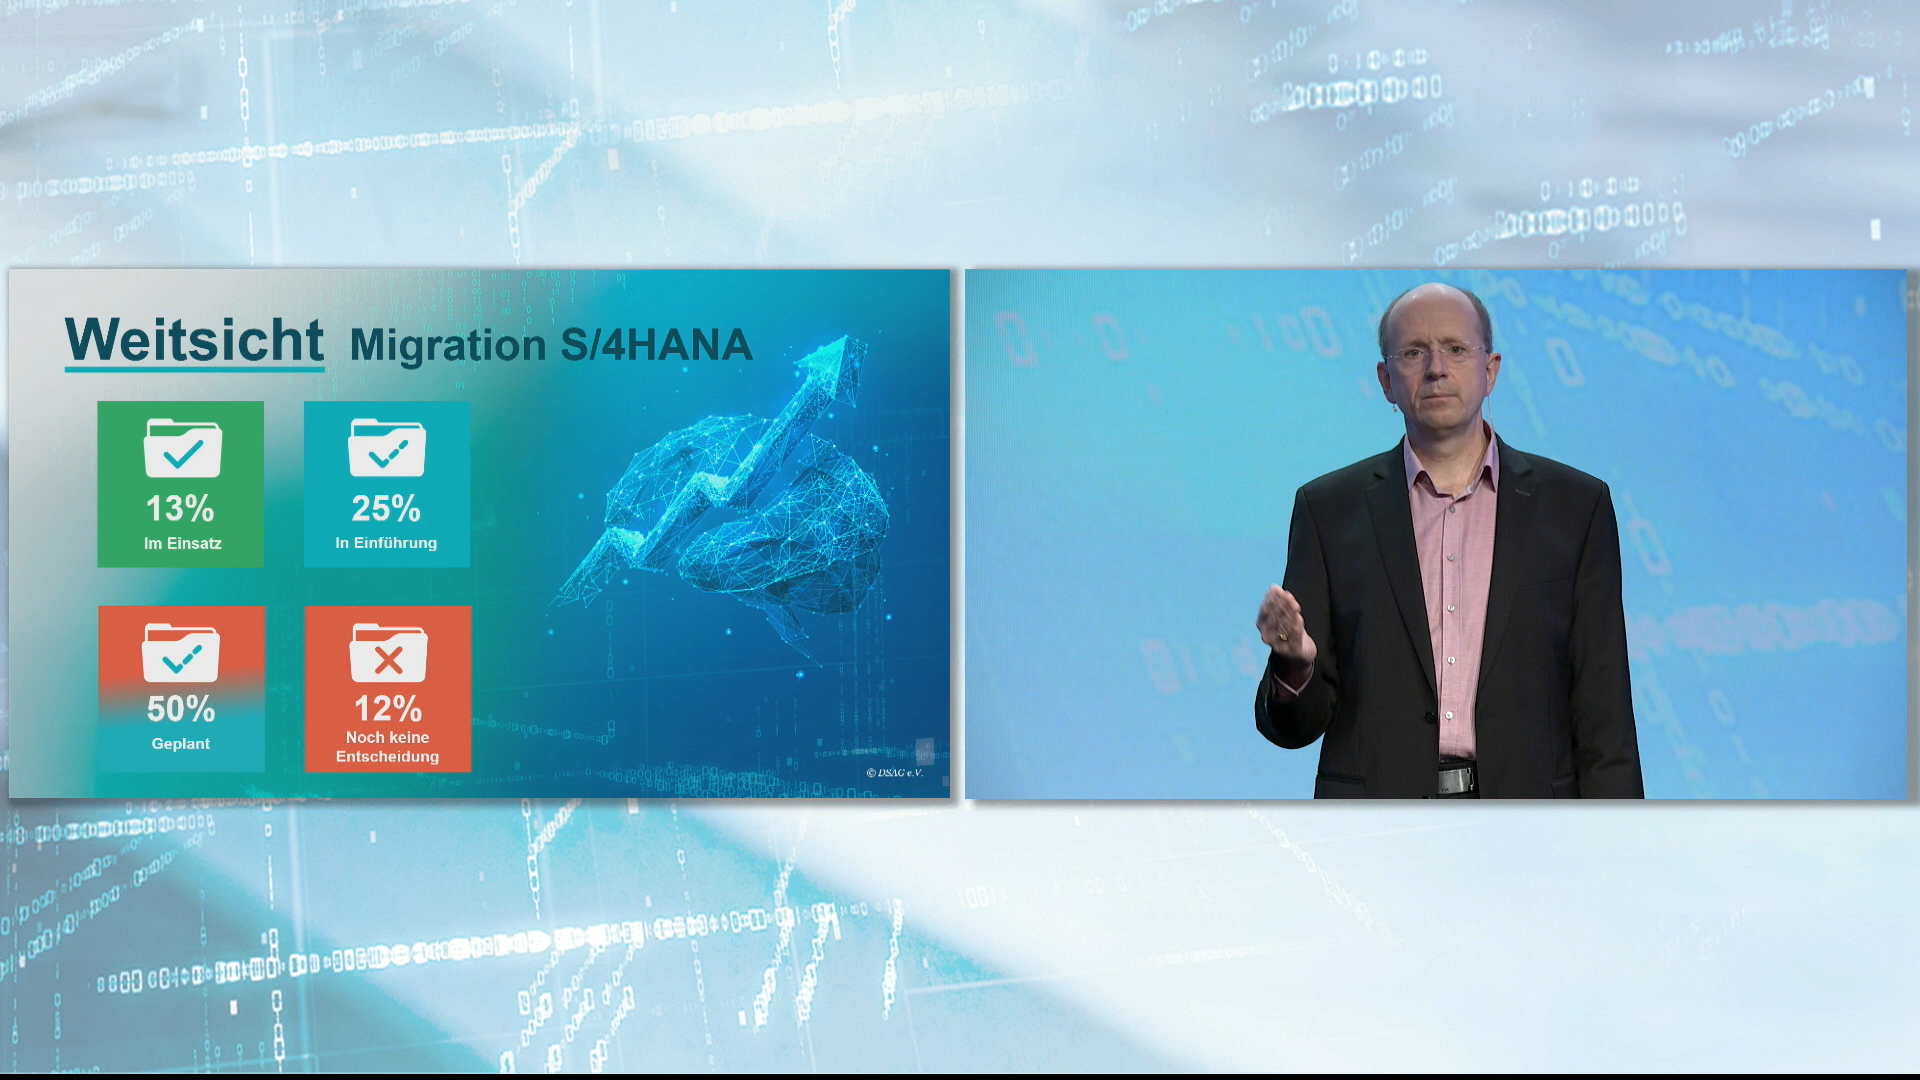 Weitsicht Migration S/4HANA
13%
Im Einsatz
25%
In Einführung
50%
Geplant
12%
Noch keine
Entscheidung
© DSAG e.V.